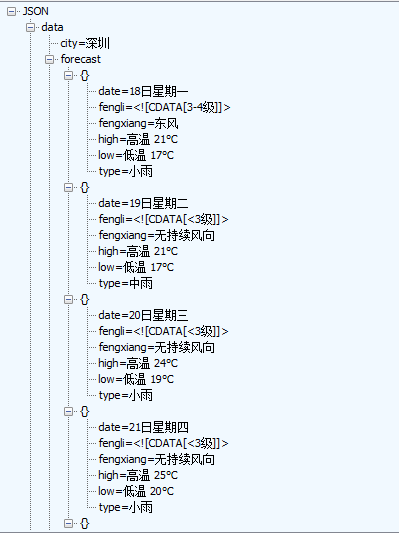 JSON
data
city=深圳
forecast
{}
date=18日星期一
fengli=<![CDATA[3-4级]]>
fengxiang=东风
high=高温 21℃
low=低温 17℃
type=小雨
{}
date=19日星期二
fengli=<![CDATA[<3级]]>
fengxiang=无持续风向
high=高温 21℃
low=低温 17℃
type=中雨
{}
date=20日星期三
fengli=<![CDATA[<3级]]>
fengxiang=无持续风向
high=高温 24℃
low=低温 19℃
type=小雨
{}
date=21日星期四
fengli=<![CDATA[<3级]]>
fengxiang=无持续风向
high=高温 25℃
low=低温 20℃
type=小雨
{}